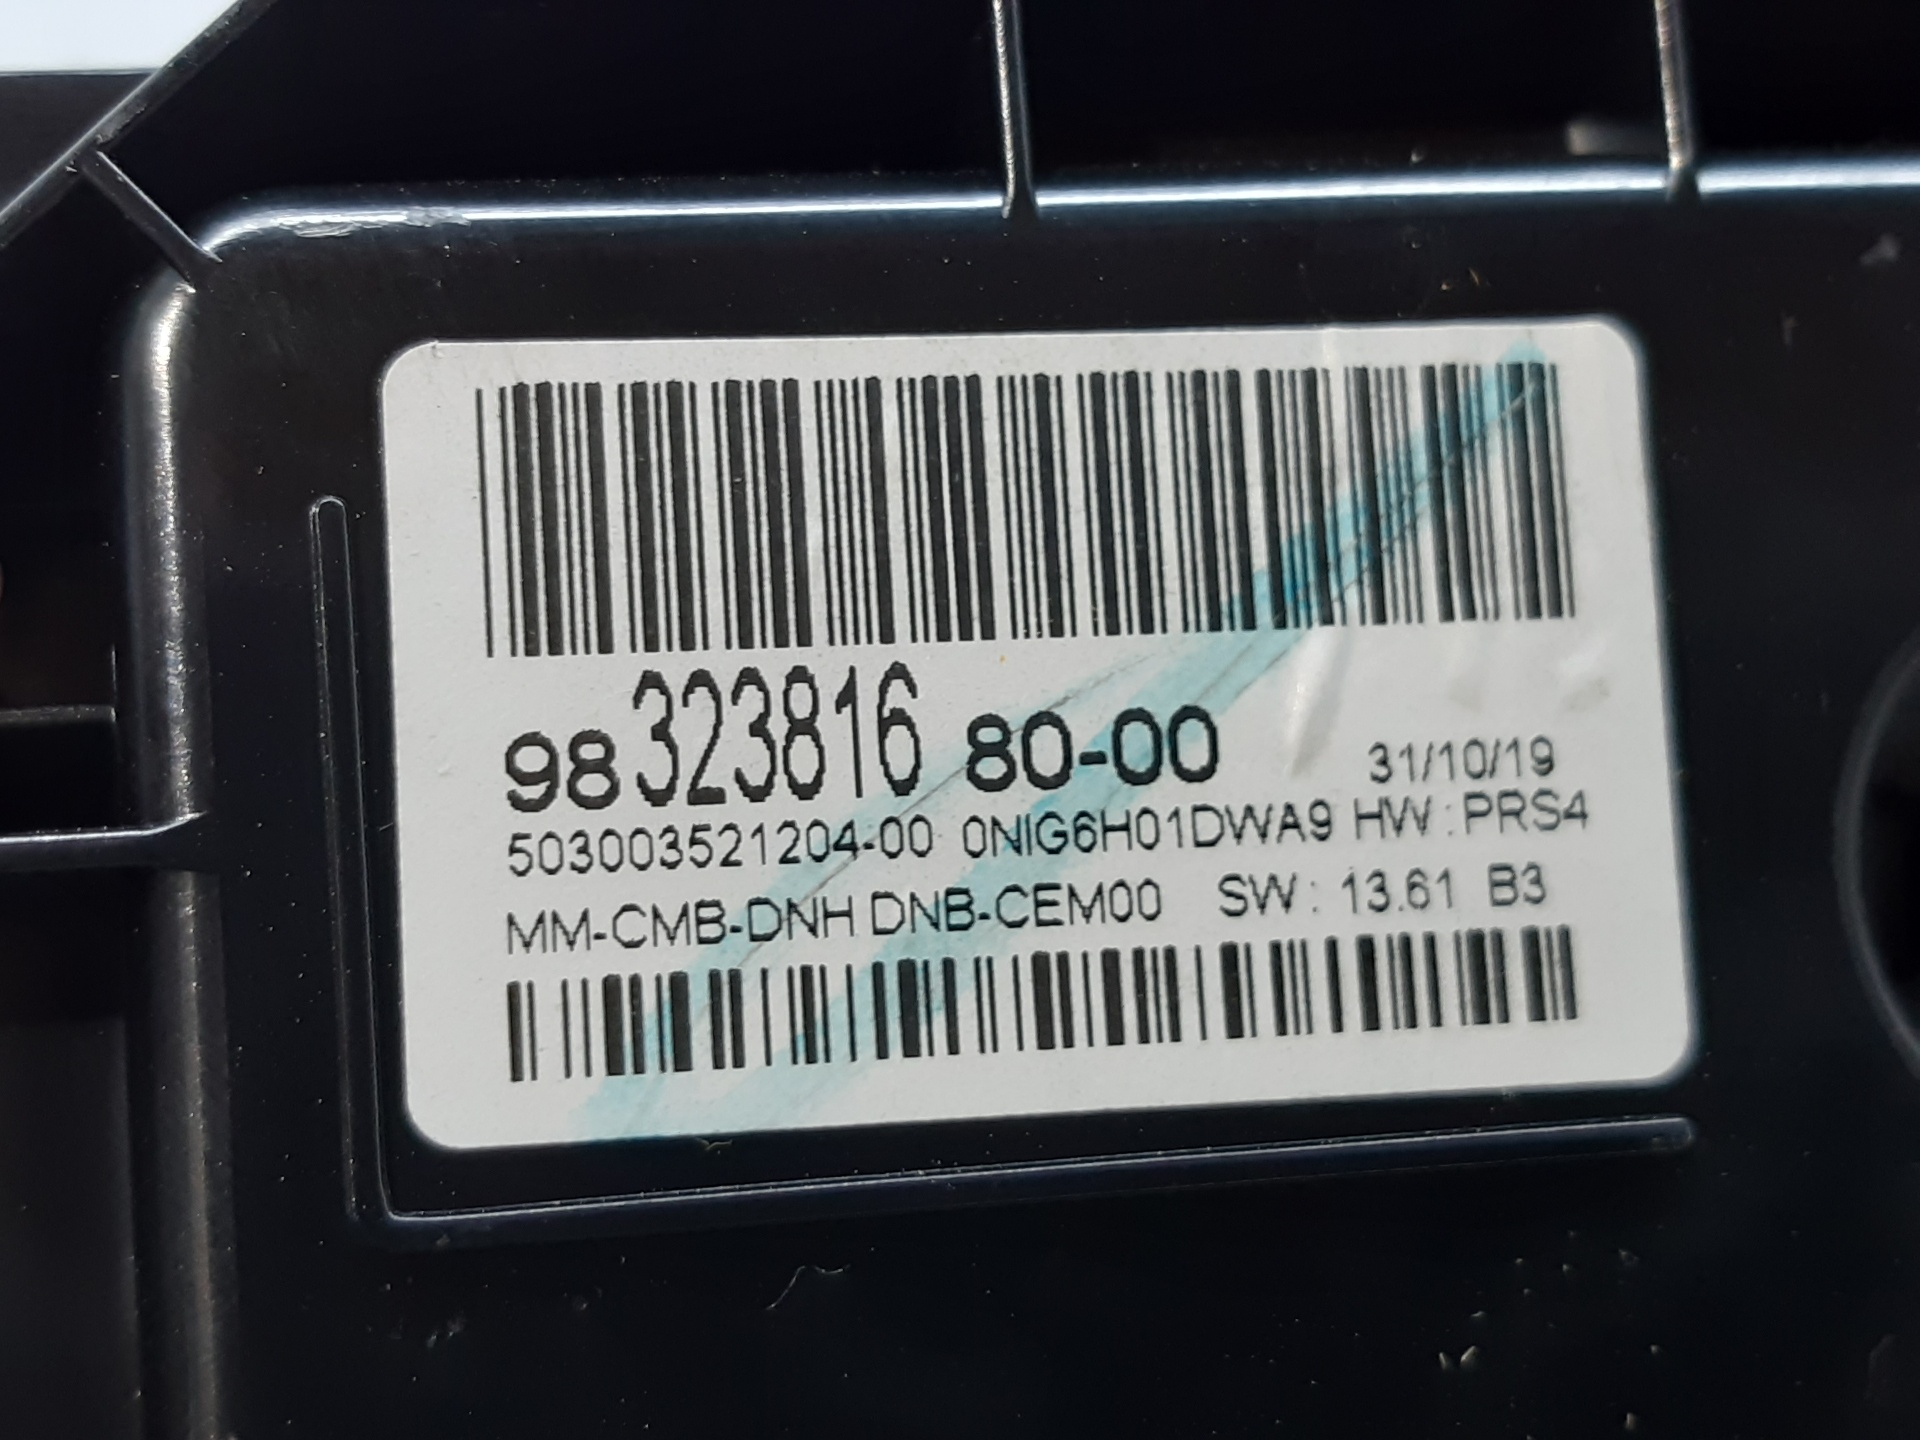 98 323816 80-00 31/10/19
503003521204-00 0NIG6H01DWA9 HW:PRS4
MM-CMB-DNH DNB-CEM00 SW: 13.61 B3